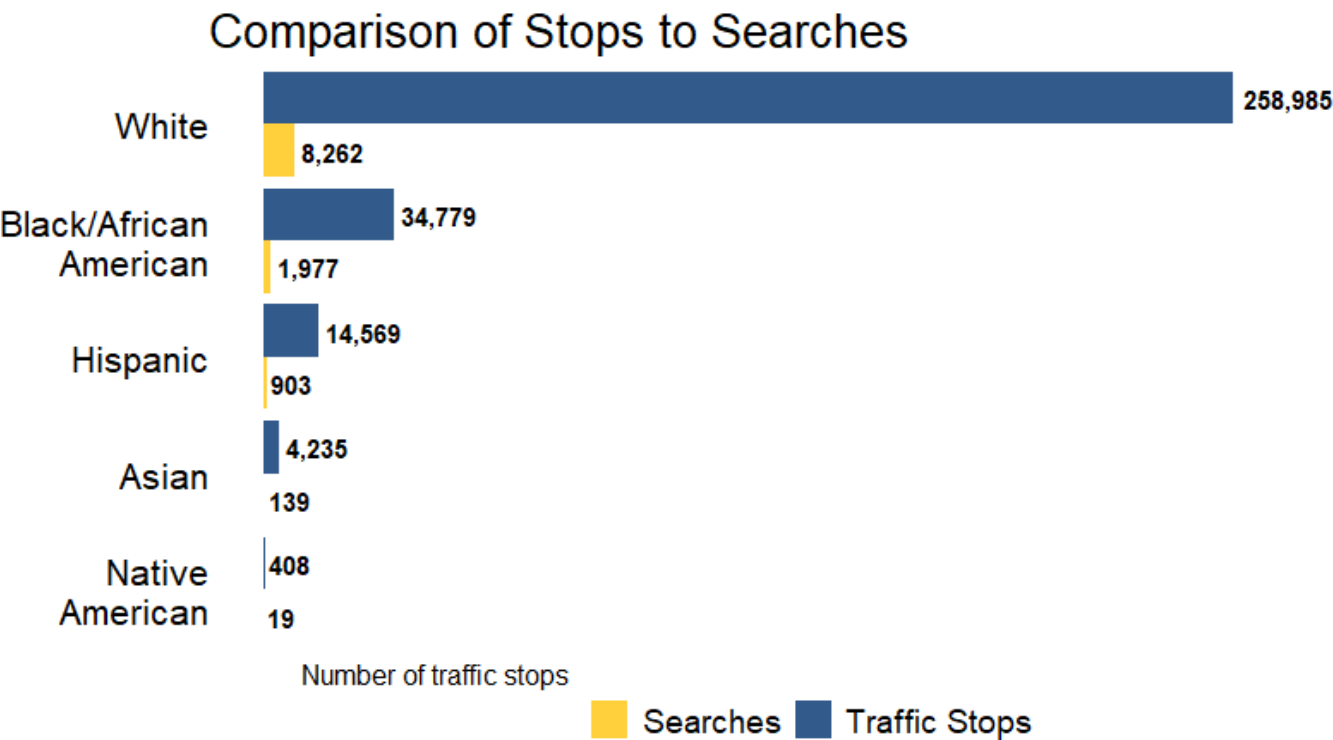 Comparison of Stops to Searches
White
258,985
8,262
Black/African
American
34,779
1,977
Hispanic
14,569
903
Asian
4,235
139
Native
American
408
19
Number of traffic stops
Searches
Traffic Stops